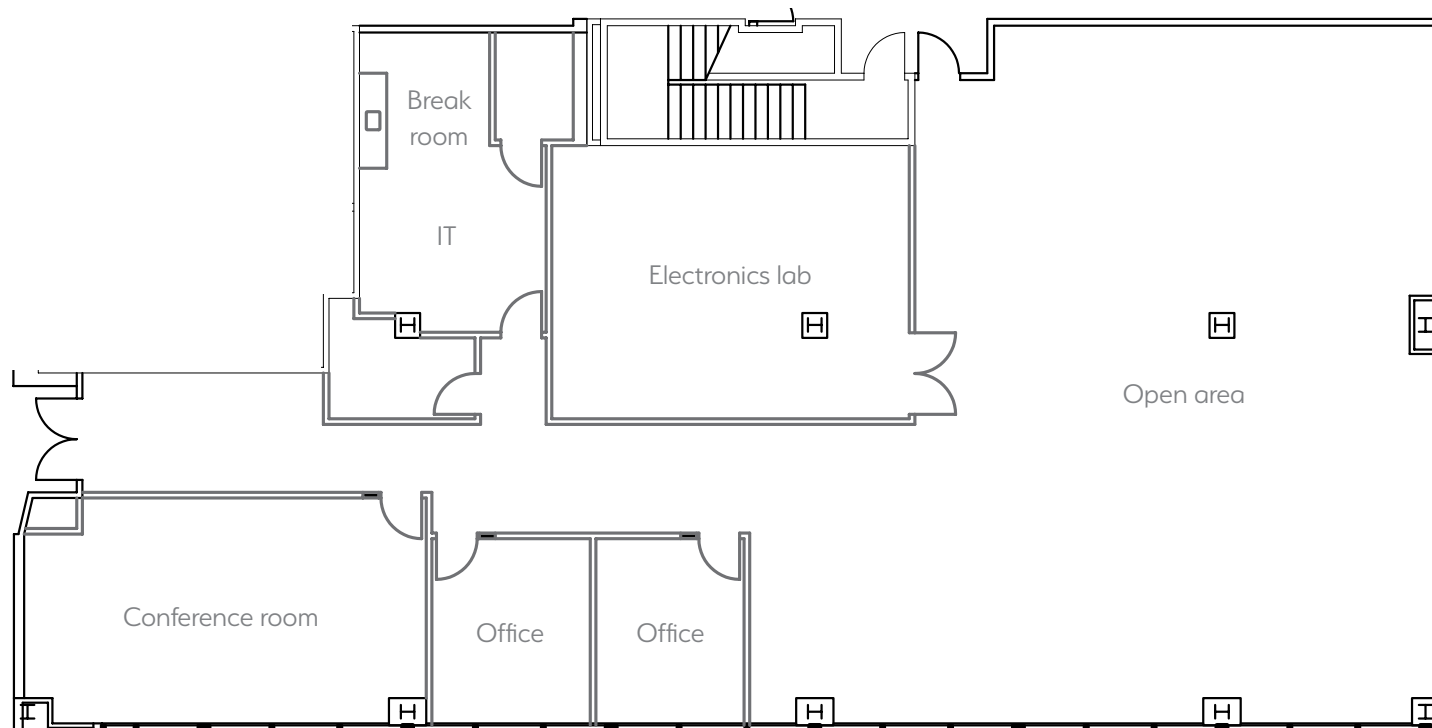 Break
room
IT
Electronics lab
Open area
Conference room
Office
Office